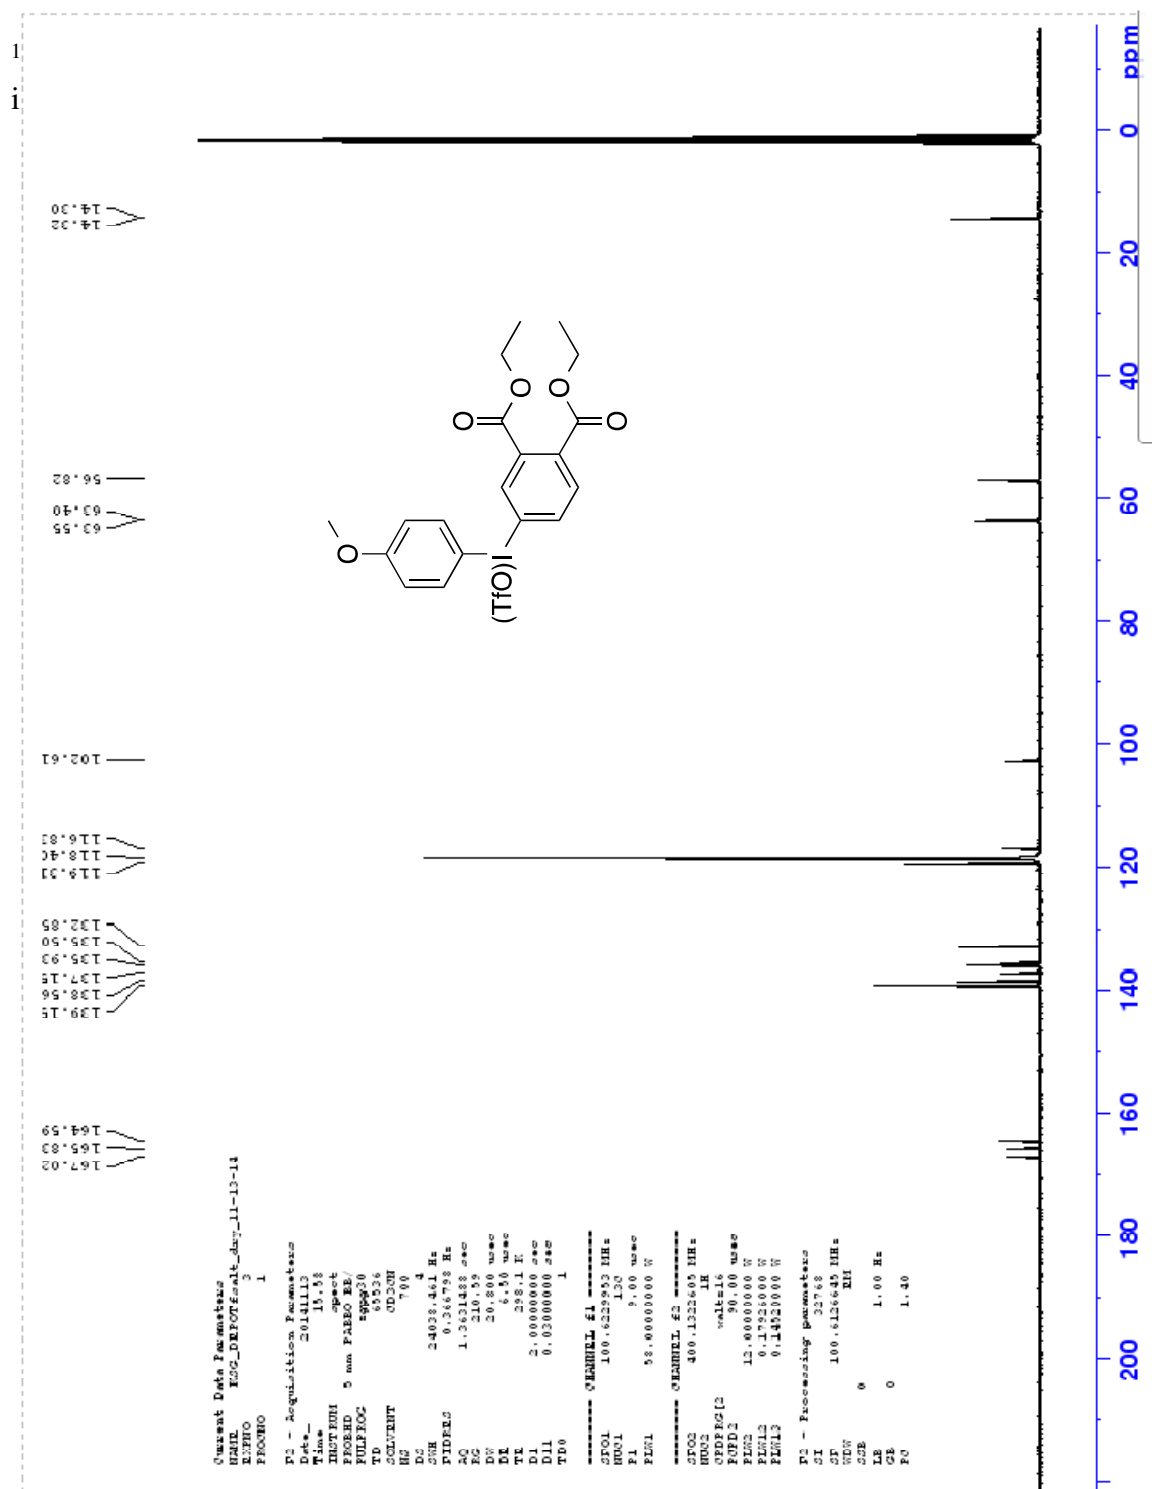 1
i
ppm
0
20
40
60
80
100
120
140
160
180
200
14.30
14.32
56.82
63.40
63.55
102.61
116.83
118.40
119.31
132.85
135.50
135.93
137.15
138.56
139.15
164.59
165.83
167.02
O
O
O
O
O
I
(TfO)
Current Data Parameters
EXPNO 3
PROCNO 1
F2 - Acquisition Parameters
Date_ 20141113
Time 15.58
INSTRUM spect
PROBHD 5 mm PABBO BB/
PULPROG zgpg30
TD 65536
SOLVENT CD3CN
NS 700
DS 4
SWH 24038.461 Hz
FIDRES 0.366798 Hz
AQ 1.3631488 sec
RG 210.59
DW 20.800 usec
DE 6.50 usec
TE 298.1 K
D1 2.00000000 sec
D11 0.03000000 sec
TD0 1
======== CHANNEL f1 ========
SFO1 100.6229953 MHz
NUC1 13C
P1 9.00 usec
PLW1 58.00000000 W
======== CHANNEL f2 ========
SFO2 400.1322605 MHz
NUC2 1H
CPDPRG[2 waltz16
PCPD2 90.00 usec
PLW2 12.00000000 W
PLW12 0.17926000 W
PLW13 0.14520000 W
F2 - Processing parameters
SI 32768
SF 100.6126645 MHz
WDW EM
SSB 0
LB 1.00 Hz
GB 0
PC 1.40